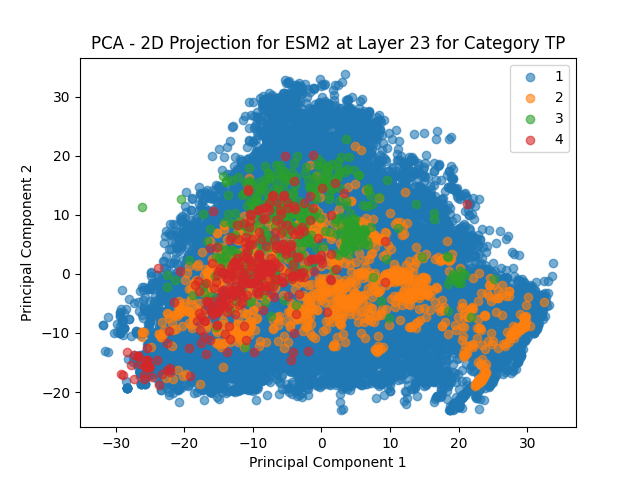 PCA - 2D Projection for ESM2 at Layer 23 for Category TP
1
2
3
4
Principal Component 2
30
20
10
0
−10
−20
−30 −20 −10 0 10 20 30
Principal Component 1